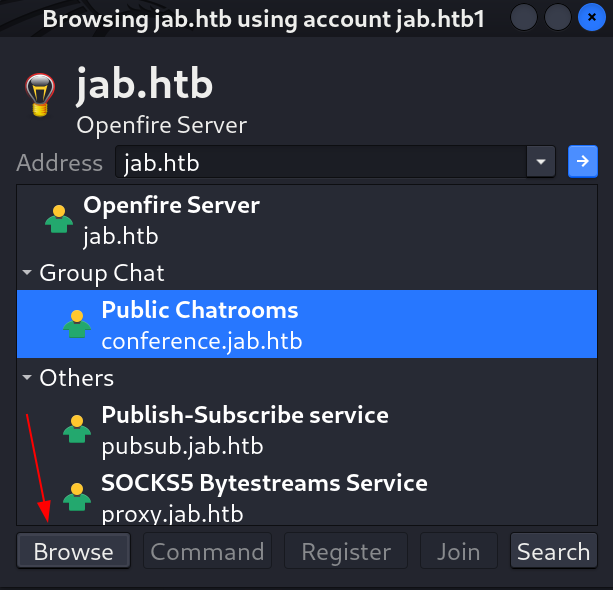 Browsing jab.htb using account jab.htb1
jab.htb
Openfire Server
Address jab.htb
Openfire Server
jab.htb
Group Chat
Public Chatrooms
conference.jab.htb
Others
Publish-Subscribe service
pubsub.jab.htb
SOCKS5 Bytestreams Service
proxy.jab.htb
Browse Command Register Join Search